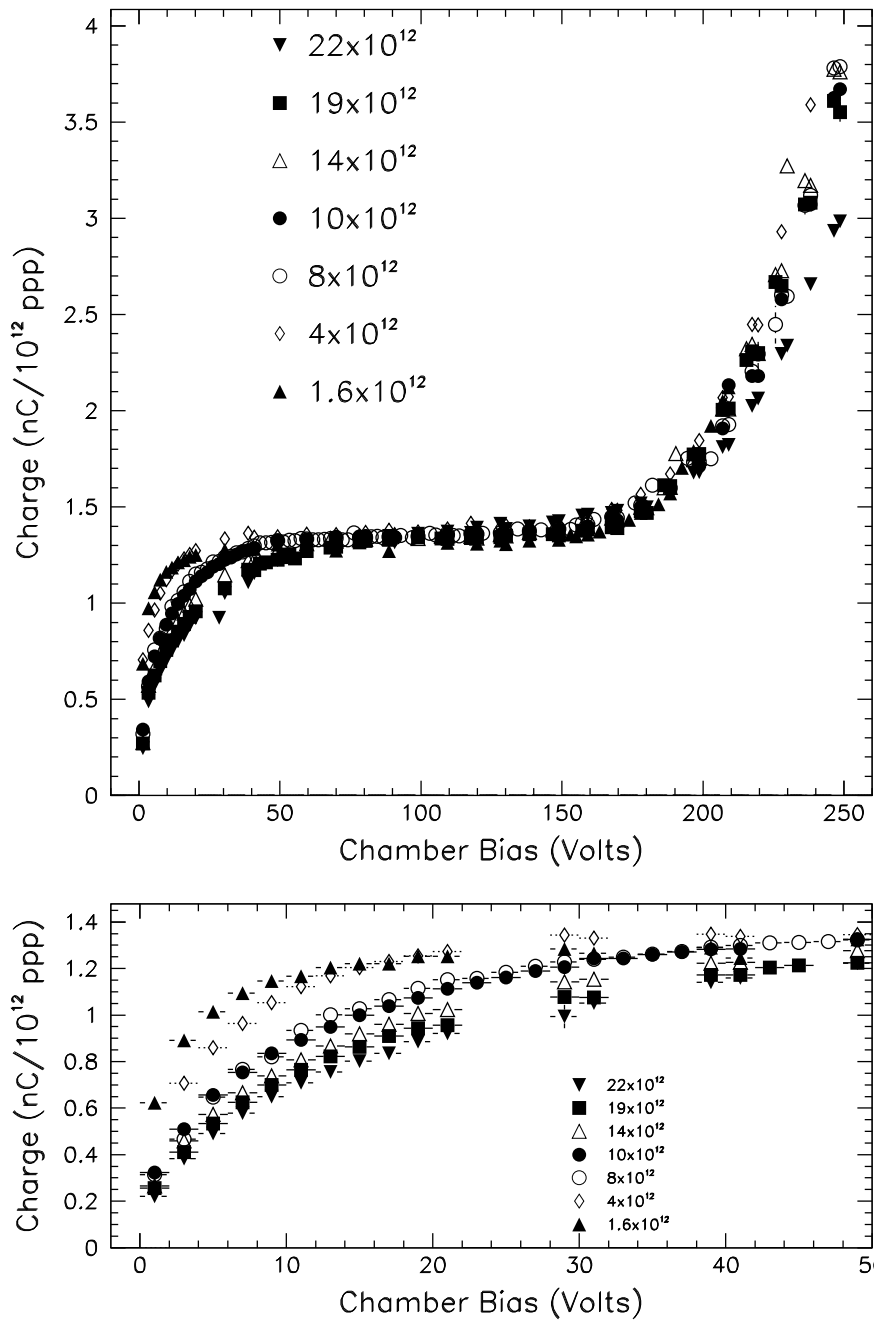 4
3.5
3
2.5
2
1.5
1
0.5
0
Charge (nC/10¹² ppp)
22x10¹²
19x10¹²
14x10¹²
10x10¹²
8x10¹²
4x10¹²
1.6x10¹²
0 50 100 150 200 250
Chamber Bias (Volts)
1.4
1.2
1
0.8
0.6
0.4
0.2
0
Charge (nC/10¹² ppp)
22x10¹²
19x10¹²
14x10¹²
10x10¹²
8x10¹²
4x10¹²
1.6x10¹²
0 10 20 30 40 5
Chamber Bias (Volts)